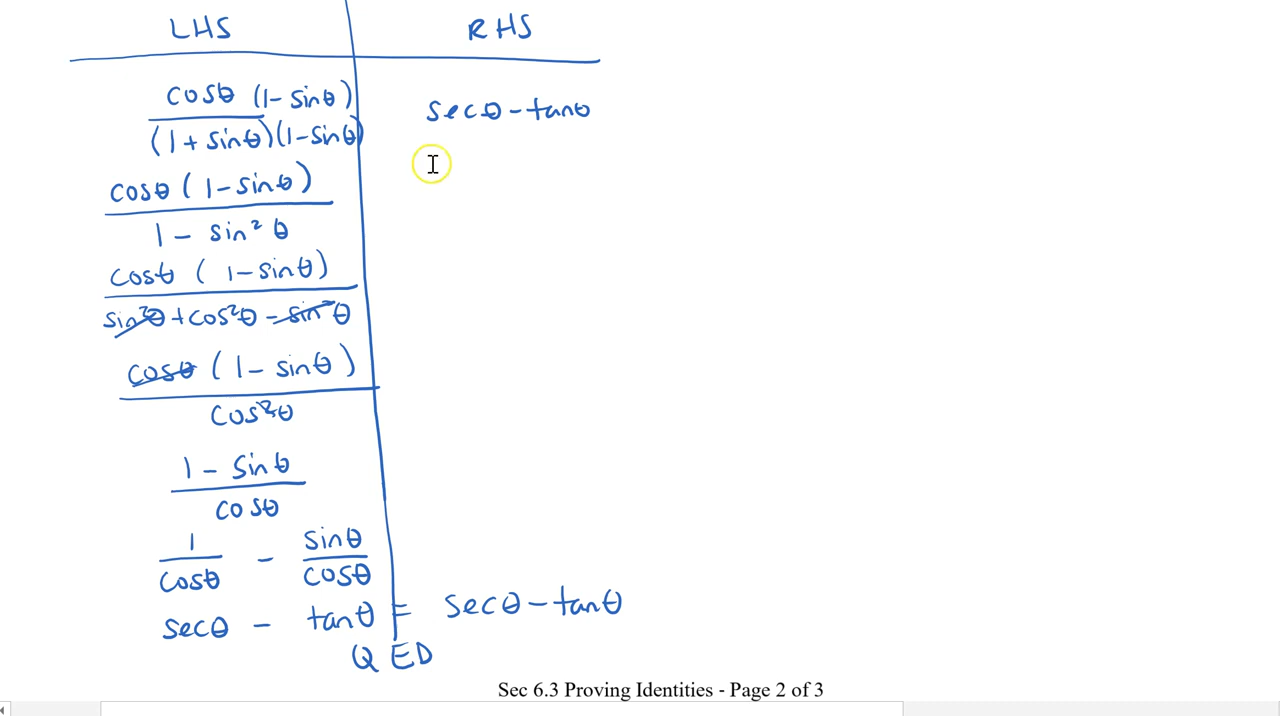 LHS RHS
cosθ (1 - sinθ) secθ - tanθ
(1 + sinθ)(1 - sinθ)
cosθ (1 - sinθ)
1 - sin² θ
cosθ (1 - sinθ)
sin²θ + cos²θ - sin²θ
cosθ (1 - sinθ)
cos²θ
1 - sinθ
cosθ
1 - sinθ
cosθ cosθ
secθ - tanθ = secθ - tanθ
QED
Sec 6.3 Proving Identities - Page 2 of 3